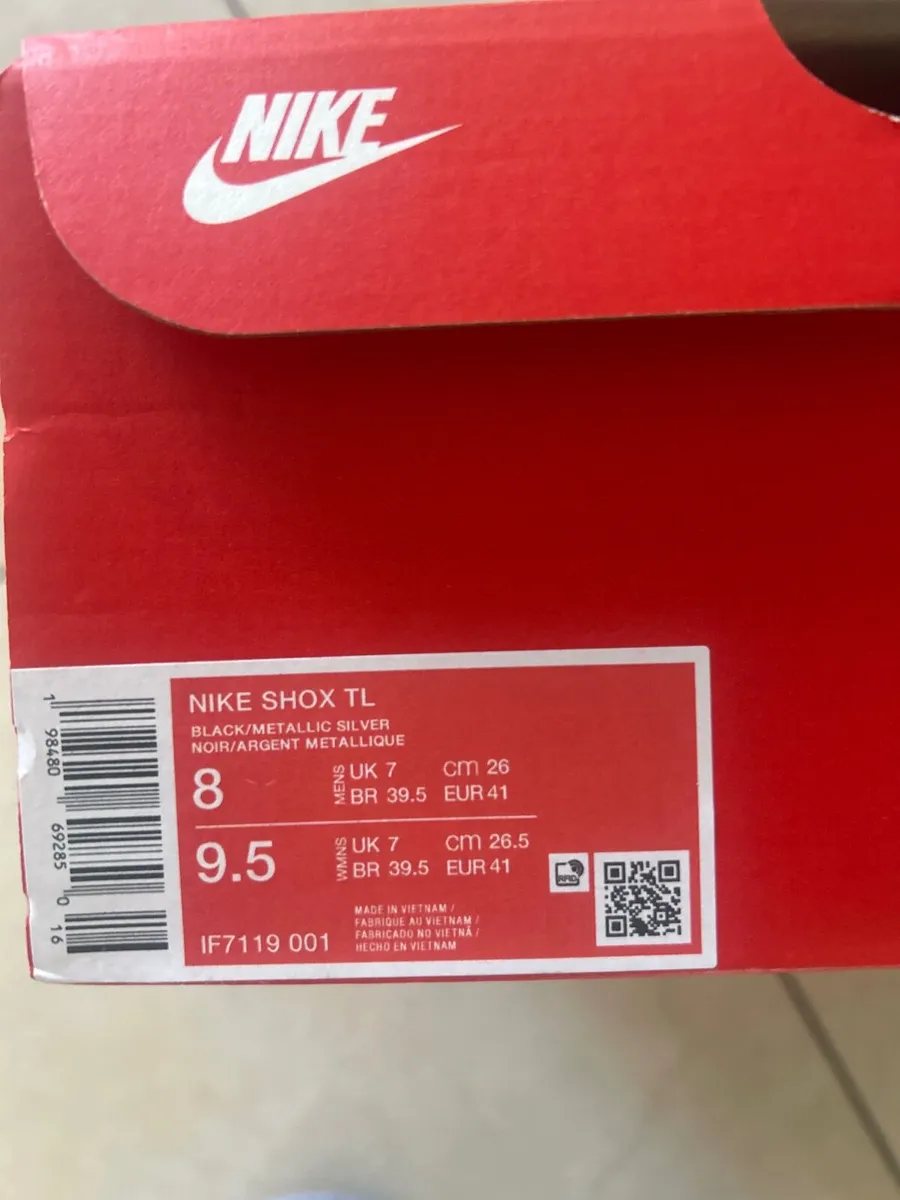 NIKE
NIKE SHOX TL
BLACK/METALLIC SILVER
NOIR/ARGENT METALLIQUE
8
MENS
UK 7 cm 26
BR 39.5 EUR 41
9.5
WMNS
UK 7 cm 26.5
BR 39.5 EUR 41
MADE IN VIETNAM /
FABRIQUE AU VIETNAM /
FABRICADO NO VIETNÃ /
HECHO EN VIETNAM
IF7119 001
RFID
1 98480 69285 0 16